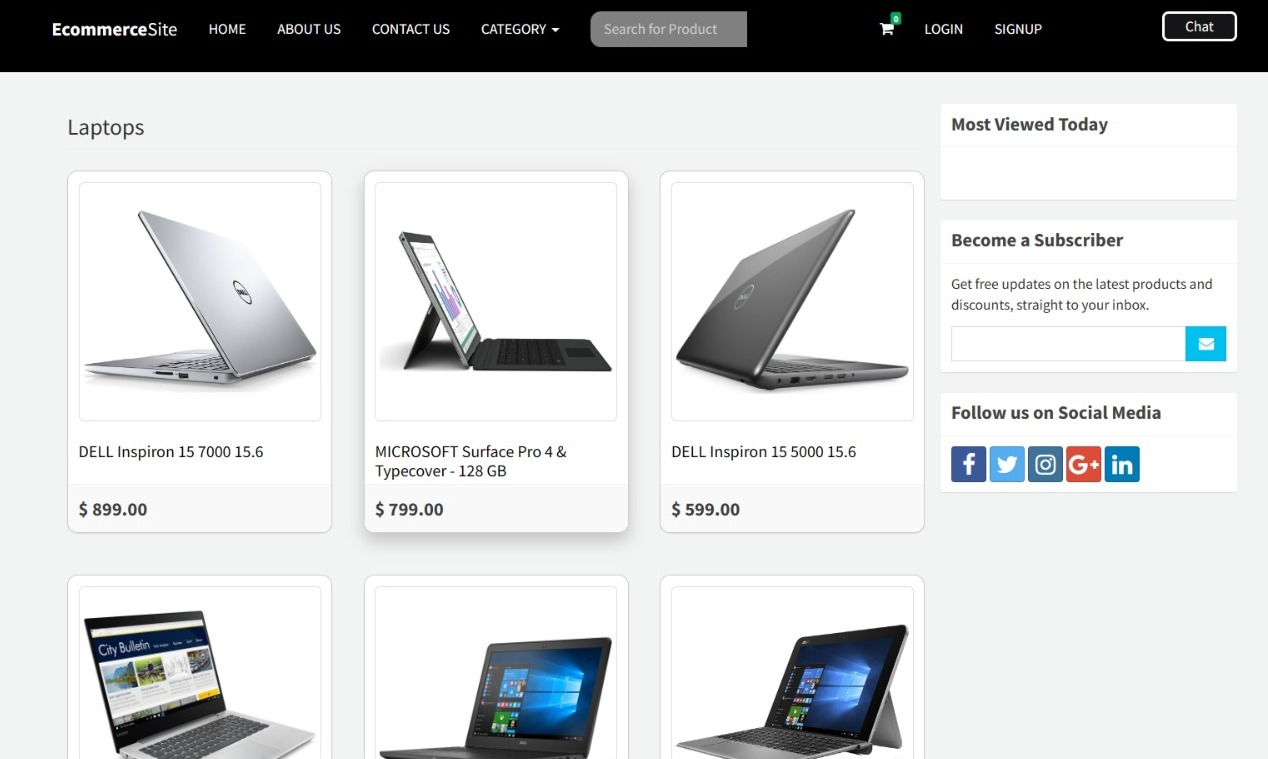 EcommerceSite HOME ABOUT US CONTACT US CATEGORY Search for Product 0 LOGIN SIGNUP Chat
Laptops
DELL Inspiron 15 7000 15.6
$ 899.00
MICROSOFT Surface Pro 4 &
Typecover - 128 GB
$ 799.00
DELL Inspiron 15 5000 15.6
$ 599.00
City Bulletin
Most Viewed Today
Become a Subscriber
Get free updates on the latest products and
discounts, straight to your inbox.
Follow us on Social Media